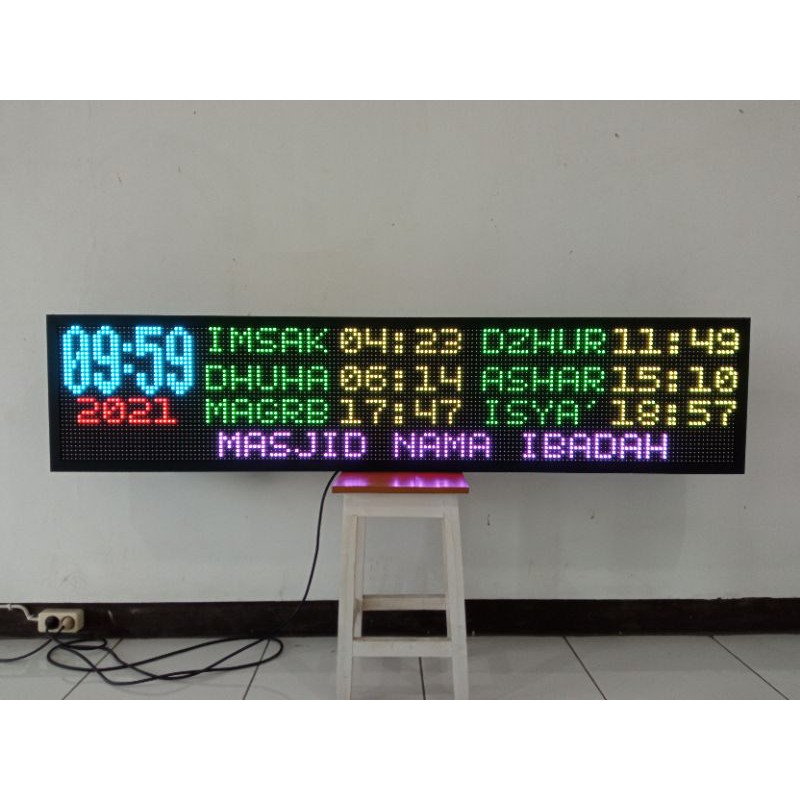 09:59 IMSAK 04:23 DZHUR 11:49
DHUHA 06:14 ASHAR 15:10
2021 MAGRB 17:47 ISYA' 18:57
MASJID NAMA IBADAH